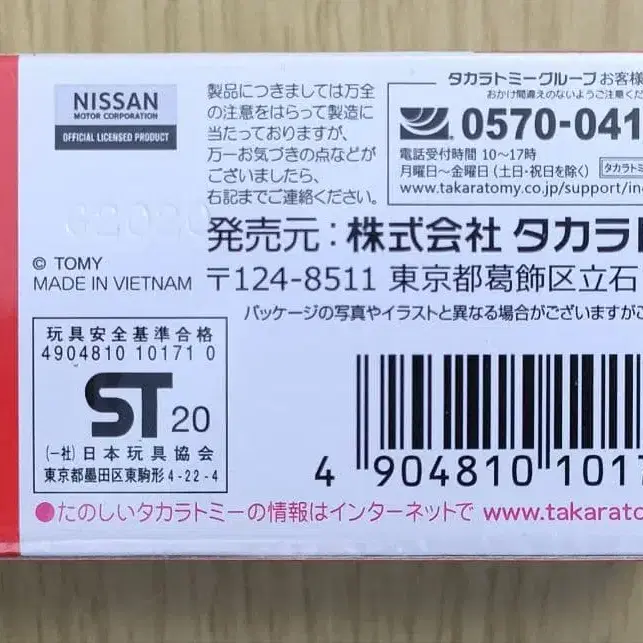 NISSAN
MOTOR CORPORATION
OFFICIAL LICENSED PRODUCT
製品につきましては万全
の注意をはらって製造に
当たっておりますが、
万一お気づきの点などが
ございましたら、
右記までご連絡ください。
タカラトミーグループ お客様
おかけ間違えのないようご注意くだ
0570-041
電話受付時間 10〜17時
月曜日〜金曜日 (土・日・祝日を除く)
タカラト
www.takaratomy.co.jp/support/in
© TOMY
MADE IN VIETNAM
発売元：株式会社 タカラト
〒124-8511 東京都葛飾区立石
パッケージの写真やイラストと異なる場合がございますがご
玩具安全基準合格
4904810 10171 0
ST 20
(一社)日本玩具協会
東京都墨田区東駒形4-22-4
4 904810 1017
●たのしいタカラトミーの情報はインターネットで www.takarato